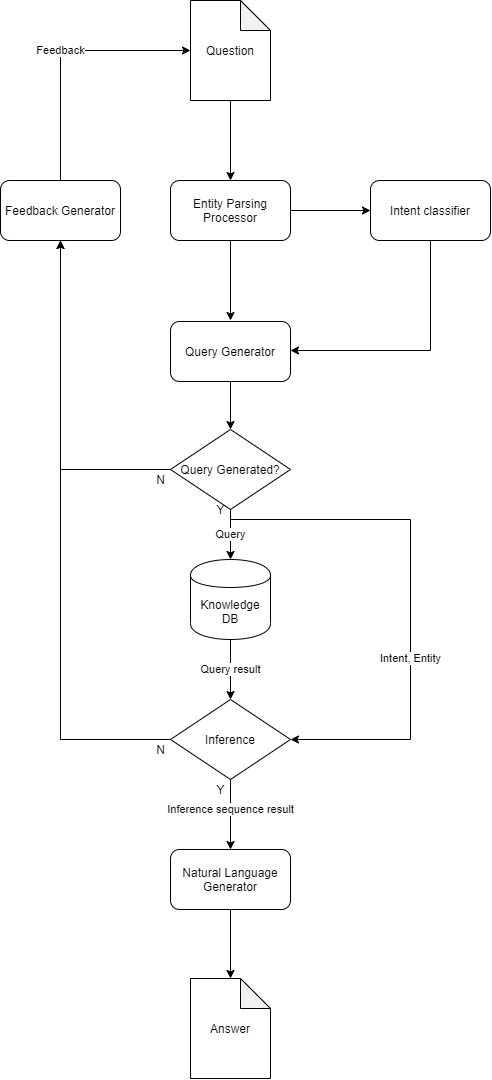 Feedback
Question
Feedback Generator
Entity Parsing
Processor
Intent classifier
Query Generator
Query Generated?
N
Y
Query
Knowledge
DB
Intent, Entity
Query result
Inference
N
Y
Inference sequence result
Natural Language
Generator
Answer